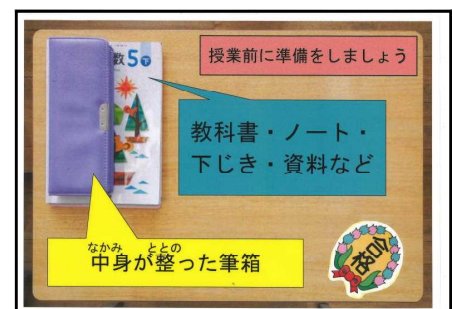 授業前に準備をしましょう
数5下
教科書・ノート・
下じき・資料など
なかみ ととの
中身が整った筆箱
合格